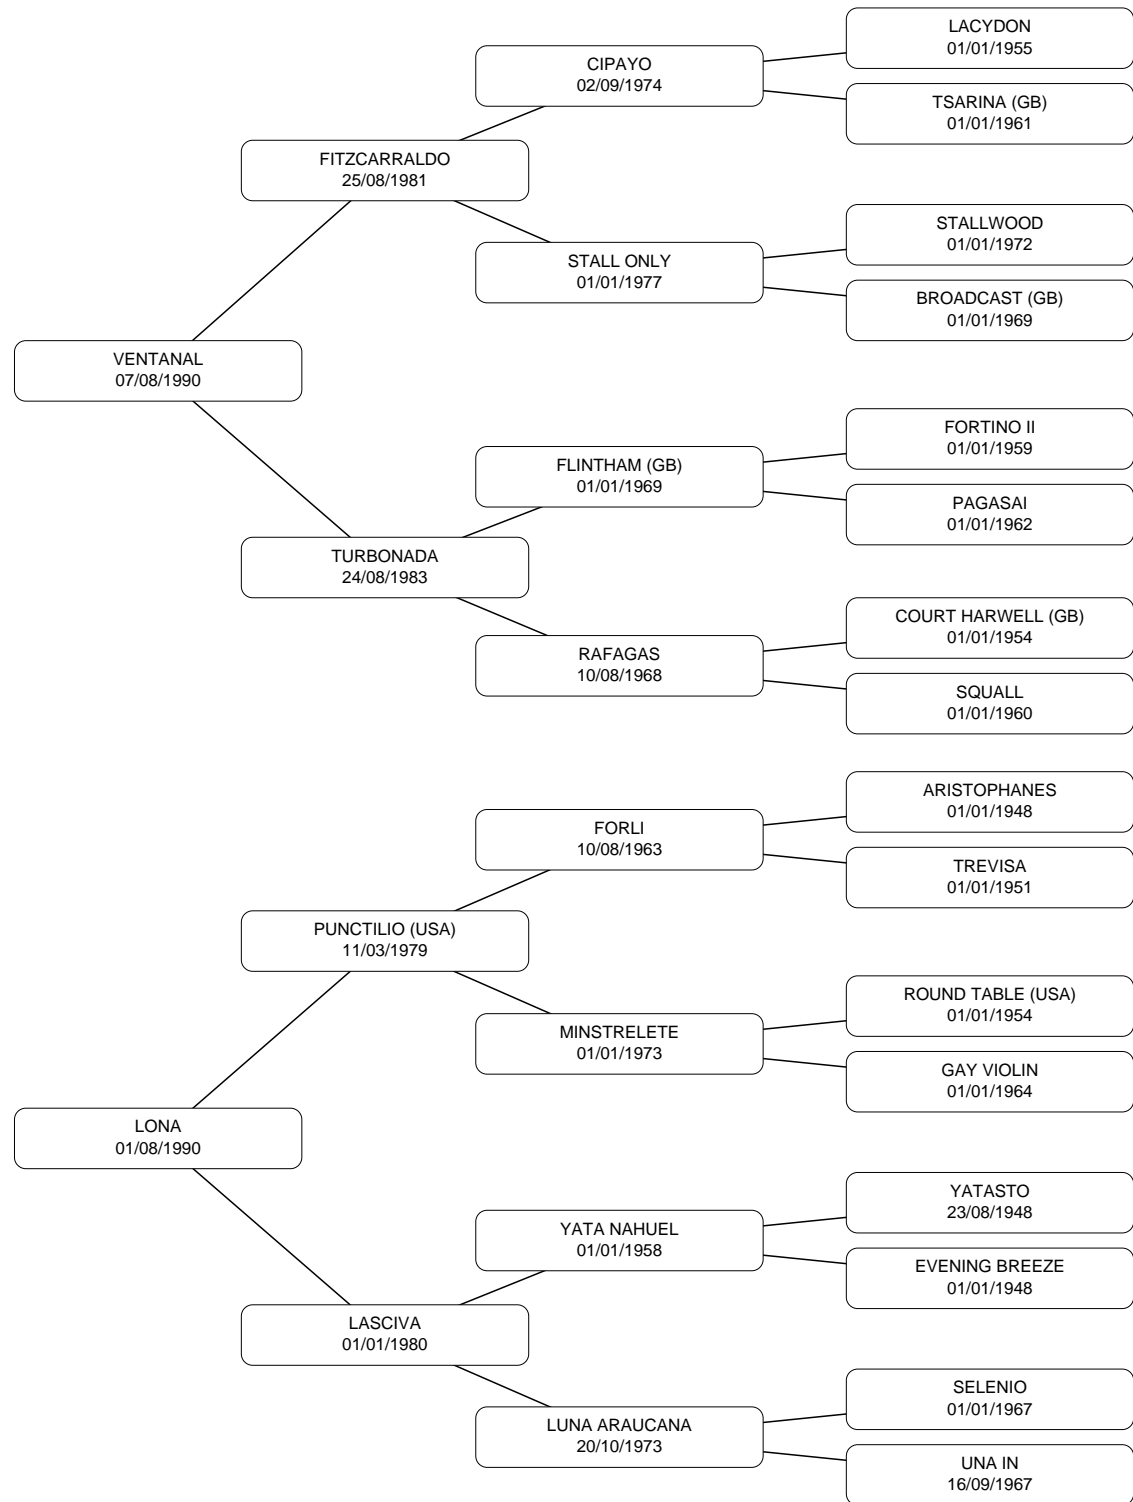 LACYDON
01/01/1955
CIPAYO
02/09/1974
TSARINA (GB)
01/01/1961
FITZCARRALDO
25/08/1981
STALLWOOD
01/01/1972
STALL ONLY
01/01/1977
BROADCAST (GB)
01/01/1969
VENTANAL
07/08/1990
FORTINO II
01/01/1959
FLINTHAM (GB)
01/01/1969
PAGASAI
01/01/1962
TURBONADA
24/08/1983
COURT HARWELL (GB)
01/01/1954
RAFAGAS
10/08/1968
SQUALL
01/01/1960
ARISTOPHANES
01/01/1948
FORLI
10/08/1963
TREVISA
01/01/1951
PUNCTILIO (USA)
11/03/1979
ROUND TABLE (USA)
01/01/1954
MINSTRELETE
01/01/1973
GAY VIOLIN
01/01/1964
LONA
01/08/1990
YATASTO
23/08/1948
YATA NAHUEL
01/01/1958
EVENING BREEZE
01/01/1948
LASCIVA
01/01/1980
SELENIO
01/01/1967
LUNA ARAUCANA
20/10/1973
UNA IN
16/09/1967